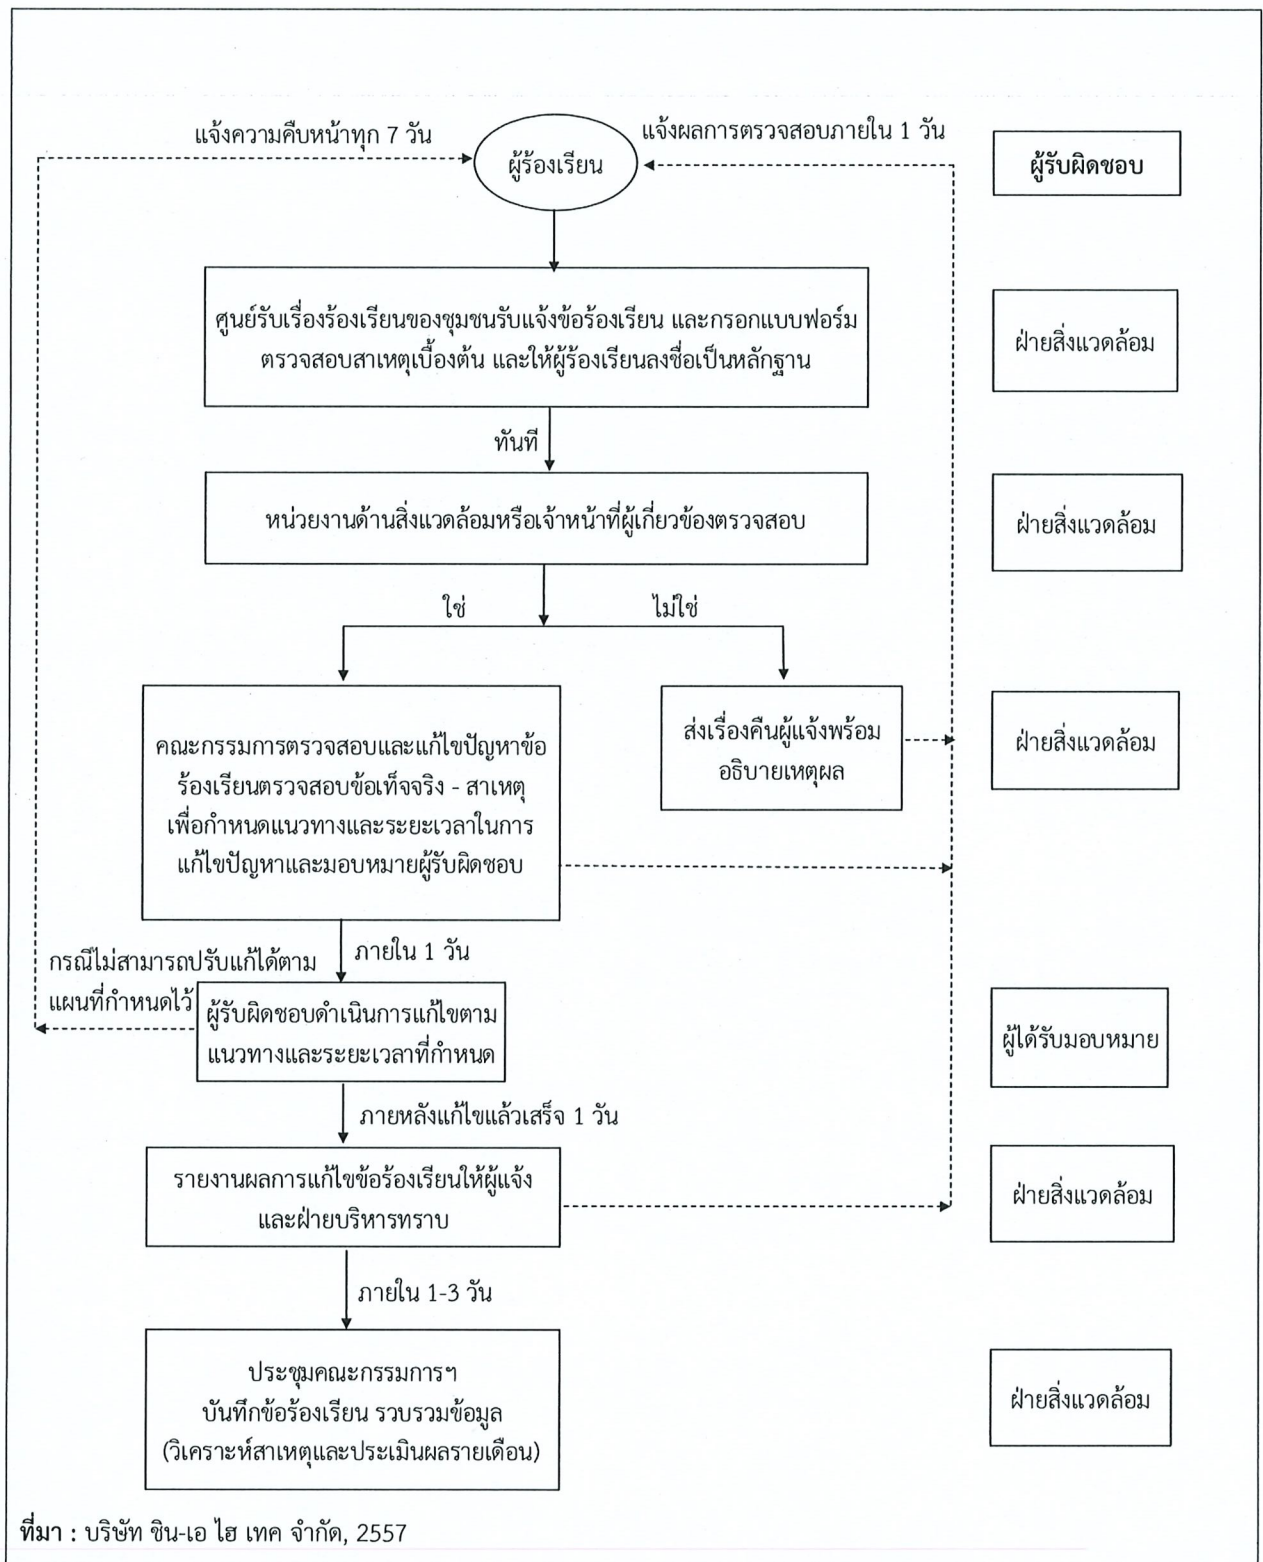 แจ้งความคืบหน้าทุก 7 วัน
แจ้งผลการตรวจสอบภายใน 1 วัน
ผู้ร้องเรียน
ผู้รับผิดชอบ
ศูนย์รับเรื่องร้องเรียนของชุมชนรับแจ้งข้อร้องเรียน และกรอกแบบฟอร์ม
ตรวจสอบสาเหตุเบื้องต้น และให้ผู้ร้องเรียนลงชื่อเป็นหลักฐาน
ฝ่ายสิ่งแวดล้อม
ทันที
หน่วยงานด้านสิ่งแวดล้อมหรือเจ้าหน้าที่ผู้เกี่ยวข้องตรวจสอบ
ฝ่ายสิ่งแวดล้อม
ใช่
ไม่ใช่
คณะกรรมการตรวจสอบและแก้ไขปัญหาข้อ
ร้องเรียนตรวจสอบข้อเท็จจริง - สาเหตุ
เพื่อกำหนดแนวทางและระยะเวลาในการ
แก้ไขปัญหาและมอบหมายผู้รับผิดชอบ
ส่งเรื่องคืนผู้แจ้งพร้อม
อธิบายเหตุผล
ฝ่ายสิ่งแวดล้อม
ภายใน 1 วัน
กรณีไม่สามารถปรับแก้ได้ตาม
แผนที่กำหนดไว้
ผู้รับผิดชอบดำเนินการแก้ไขตาม
แนวทางและระยะเวลาที่กำหนด
ผู้ได้รับมอบหมาย
ภายหลังแก้ไขแล้วเสร็จ 1 วัน
รายงานผลการแก้ไขข้อร้องเรียนให้ผู้แจ้ง
และฝ่ายบริหารทราบ
ฝ่ายสิ่งแวดล้อม
ภายใน 1-3 วัน
ประชุมคณะกรรมการฯ
บันทึกข้อร้องเรียน รวบรวมข้อมูล
(วิเคราะห์สาเหตุและประเมินผลรายเดือน)
ฝ่ายสิ่งแวดล้อม
ที่มา : บริษัท ชิน-เอ ไฮ เทค จำกัด, 2557